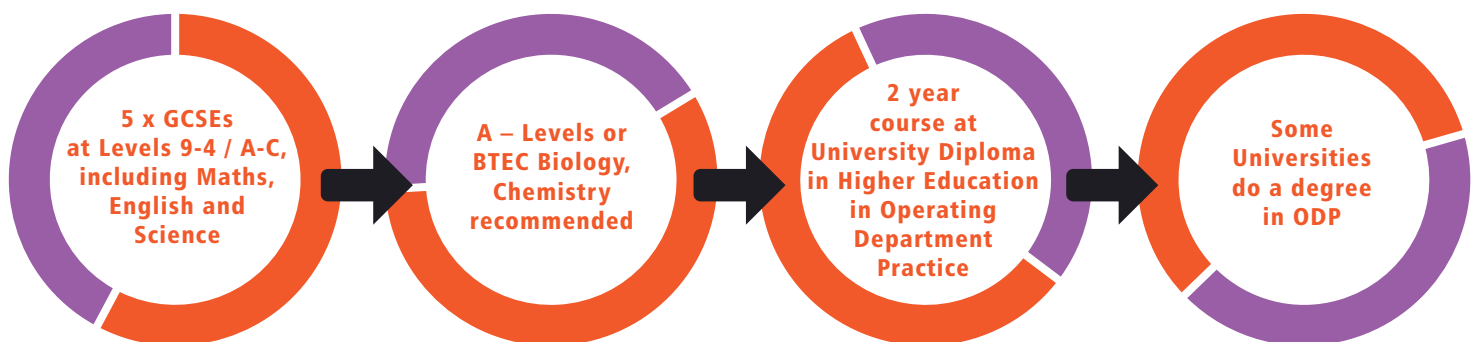 5 x GCSEs
at Levels 9-4 / A-C,
including Maths,
English and
Science
A – Levels or
BTEC Biology,
Chemistry
recommended
2 year
course at
University Diploma
in Higher Education
in Operating
Department
Practice
Some
Universities
do a degree
in ODP